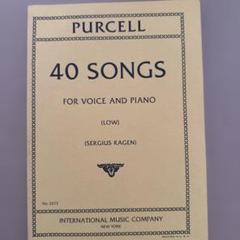 PURCELL
40 SONGS
FOR VOICE AND PIANO
(LOW)
(SERGIUS KAGEN)
INTERNATIONAL MUSIC COMPANY
NEW YORK